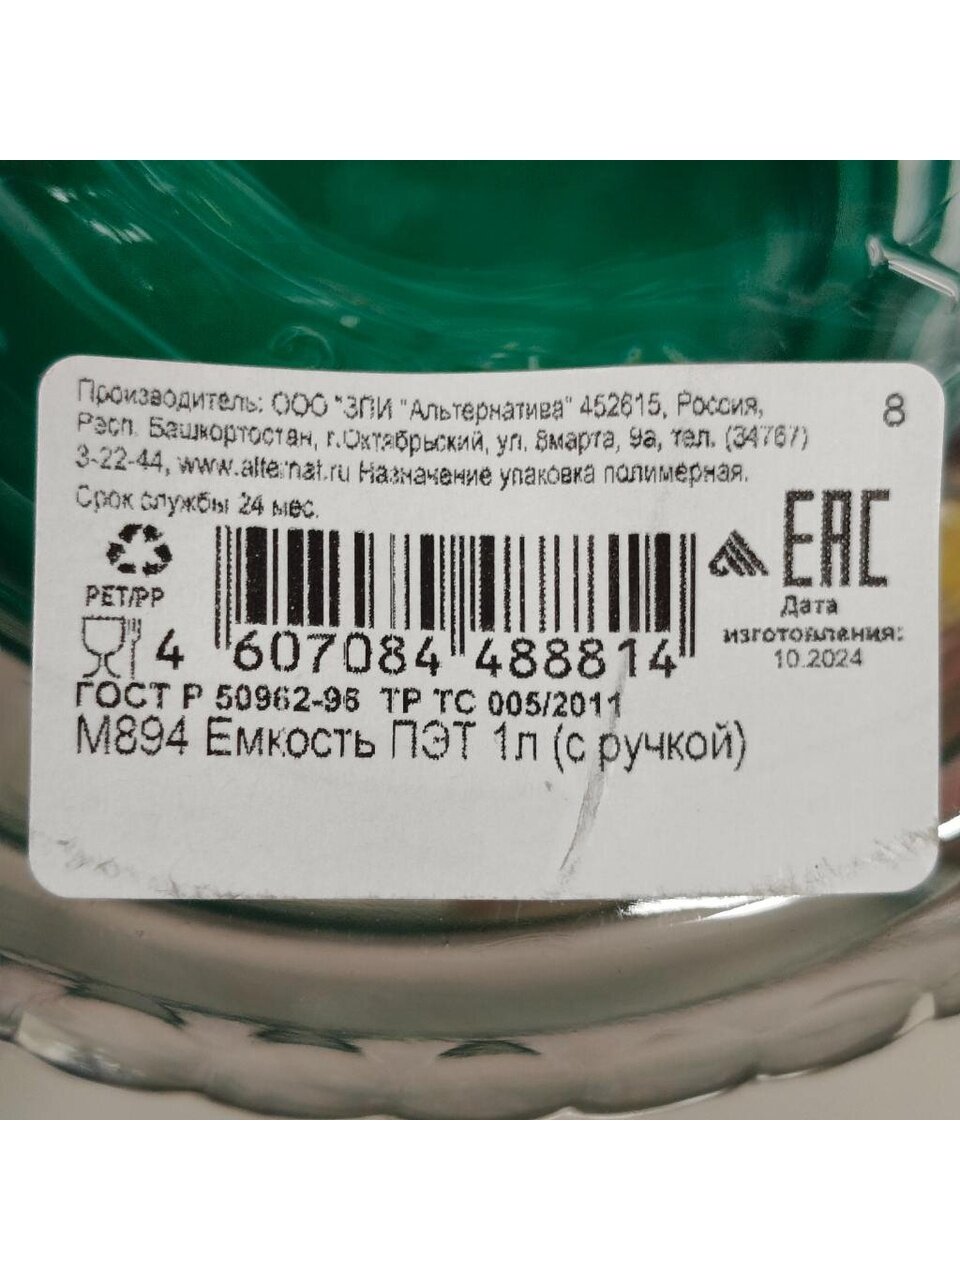 Производитель: ООО "ЗПИ "Альтернатива" 452615, Россия,
8
Респ. Башкортостан, г.Октябрьский, ул. 8марта, 9а, тел. (34767)
3-22-44, www.alternat.ru Назначение упаковка полимерная.
Срок службы 24 мес.
EAC
PET/PP
Дата
изготовления:
10.2024
4 607084 488814
ГОСТ Р 50962-96 ТР ТС 005/2011
М894 Емкость ПЭТ 1л (с ручкой)